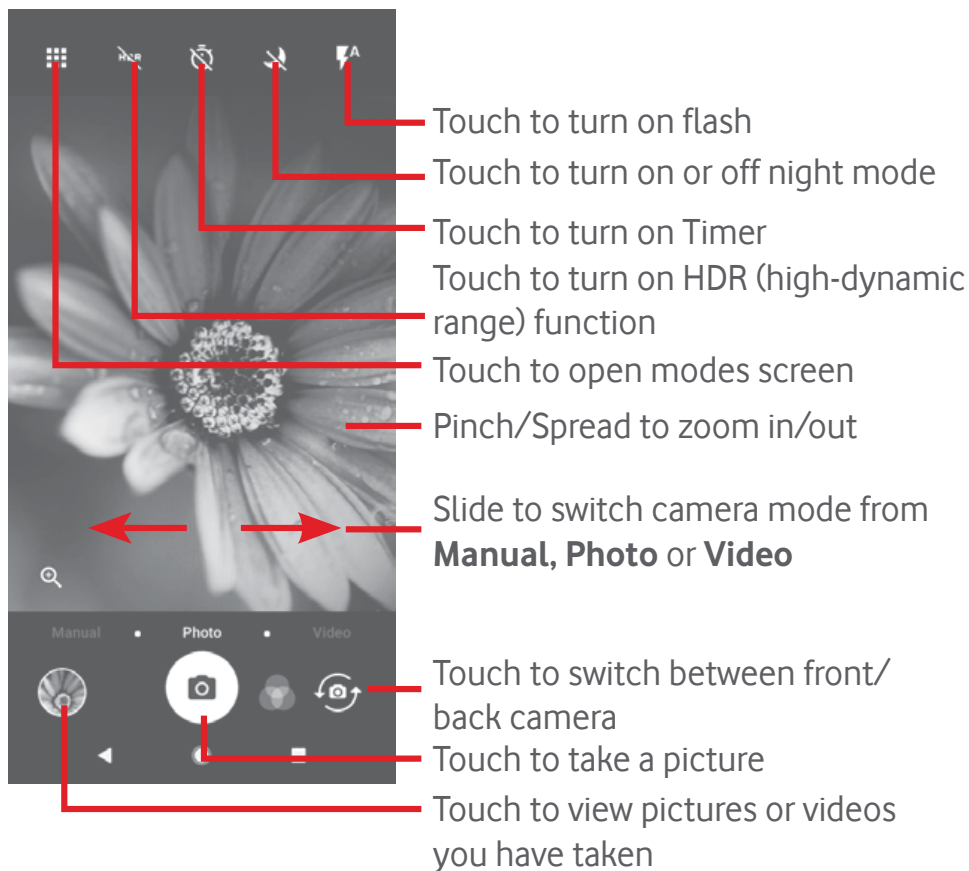 HDR
A
Touch to turn on flash
Touch to turn on or off night mode
Touch to turn on Timer
Touch to turn on HDR (high-dynamic
range) function
Touch to open modes screen
Pinch/Spread to zoom in/out
Slide to switch camera mode from
Manual, Photo or Video
Manual • Photo • Video
Touch to switch between front/
back camera
Touch to take a picture
Touch to view pictures or videos
you have taken